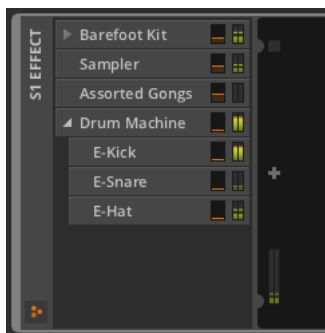 S1 EFFECT
Barefoot Kit
Sampler
Assorted Gongs
Drum Machine
E-Kick
E-Snare
E-Hat